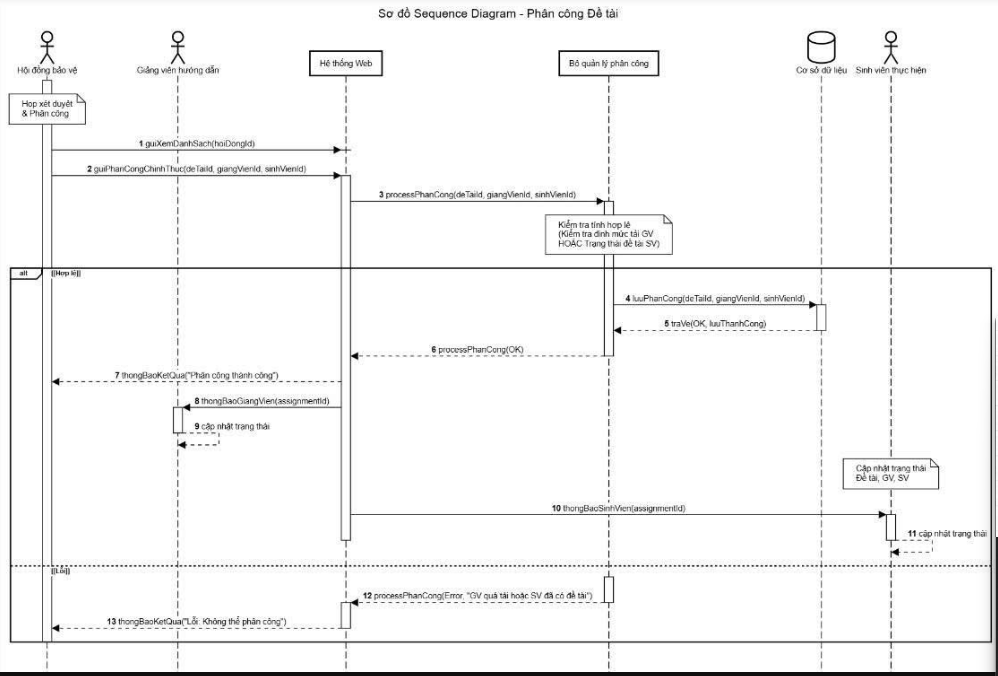 Sơ đồ Sequence Diagram - Phân công Đề tài
Hội đồng bảo vệ
Giảng viên hướng dẫn
Hệ thống Web
Bộ quản lý phân công
Cơ sở dữ liệu
Sinh viên thực hiện
Họp xét duyệt
& Phân công
1 guiXemDanhSach(hoiDongId)
2 guiPhanCongChinhThuc(deTaiId, giangVienId, sinhVienId)
3 processPhanCong(deTaiId, giangVienId, sinhVienId)
Kiểm tra tính hợp lệ
(Kiểm tra định mức tải GV
HOẶC Trạng thái đề tài SV)
alt
[[Hợp lệ]]
4 luuPhanCong(deTaiId, giangVienId, sinhVienId)
5 traVe(OK, luuThanhCong)
6 processPhanCong(OK)
7 thongBaoKetQua("Phân công thành công")
8 thongBaoGiangVien(assignmentId)
9 cập nhật trạng thái
Cập nhật trạng thái
Đề tài, GV, SV
10 thongBaoSinhVien(assignmentId)
11 cập nhật trạng thái
[[Lỗi]]
12 processPhanCong(Error, "GV quá tải hoặc SV đã có đề tài")
13 thongBaoKetQua("Lỗi: Không thể phân công")